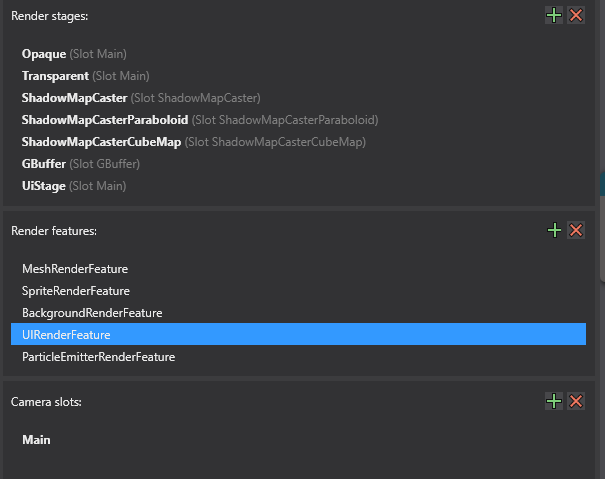 Render stages:
Opaque (Slot Main)
Transparent (Slot Main)
ShadowMapCaster (Slot ShadowMapCaster)
ShadowMapCasterParaboloid (Slot ShadowMapCasterParaboloid)
ShadowMapCasterCubeMap (Slot ShadowMapCasterCubeMap)
GBuffer (Slot GBuffer)
UiStage (Slot Main)
Render features:
MeshRenderFeature
SpriteRenderFeature
BackgroundRenderFeature
UIRenderFeature
ParticleEmitterRenderFeature
Camera slots:
Main